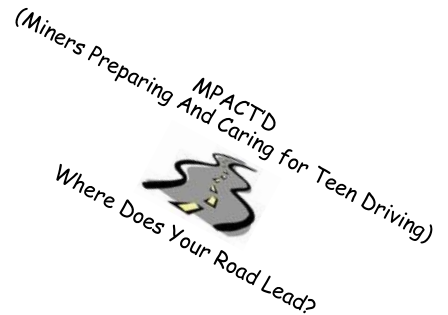 MPACT'D
(Miners Preparing And Caring for Teen Driving)
Where Does Your Road Lead?